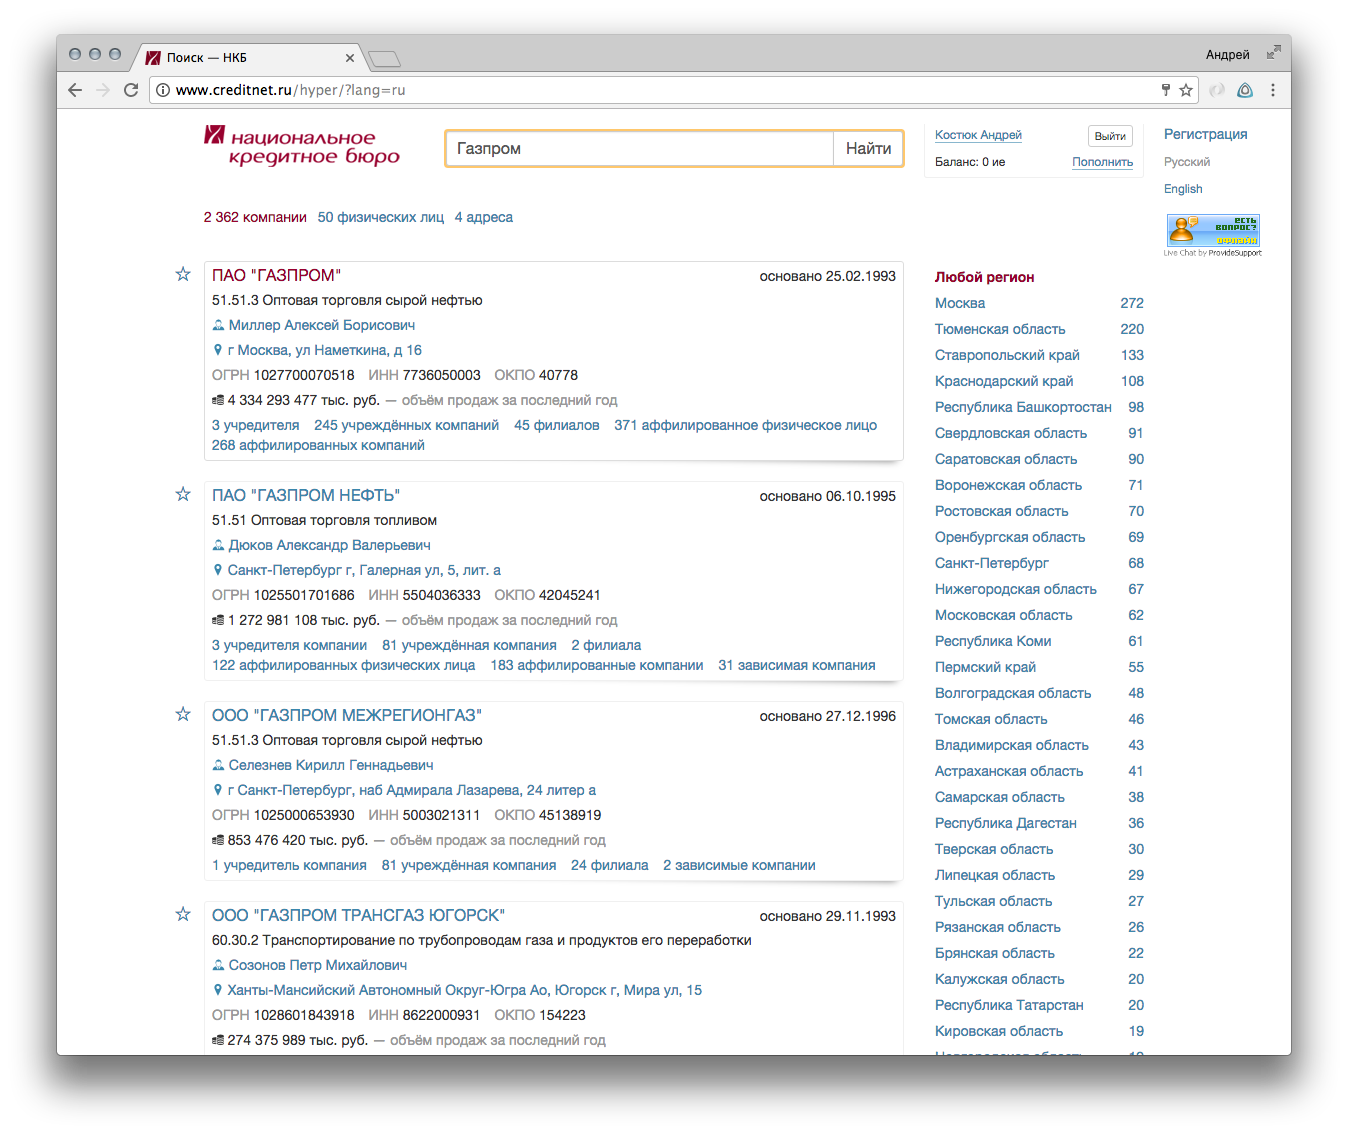 Поиск — НКБ
Андрей
www.creditnet.ru/hyper/?lang=ru
национальное
кредитное бюро
Газпром
Найти
Костюк Андрей
Выйти
Баланс: 0 ие
Пополнить
Регистрация
Русский
English
есть
вопрос?
офлайн
Live Chat by ProvideSupport
2 362 компании 50 физических лиц 4 адреса
ПАО "ГАЗПРОМ" основано 25.02.1993
51.51.3 Оптовая торговля сырой нефтью
Миллер Алексей Борисович
г Москва, ул Наметкина, д 16
ОГРН 1027700070518 ИНН 7736050003 ОКПО 40778
4 334 293 477 тыс. руб. — объём продаж за последний год
3 учредителя 245 учреждённых компаний 45 филиалов 371 аффилированное физическое лицо
268 аффилированных компаний
ПАО "ГАЗПРОМ НЕФТЬ" основано 06.10.1995
51.51 Оптовая торговля топливом
Дюков Александр Валерьевич
Санкт-Петербург г, Галерная ул, 5, лит. а
ОГРН 1025501701686 ИНН 5504036333 ОКПО 42045241
1 272 981 108 тыс. руб. — объём продаж за последний год
3 учредителя компании 81 учреждённая компания 2 филиала
122 аффилированных физических лица 183 аффилированные компании 31 зависимая компания
ООО "ГАЗПРОМ МЕЖРЕГИОНГАЗ" основано 27.12.1996
51.51.3 Оптовая торговля сырой нефтью
Селезнев Кирилл Геннадьевич
г Санкт-Петербург, наб Адмирала Лазарева, 24 литер а
ОГРН 1025000653930 ИНН 5003021311 ОКПО 45138919
853 476 420 тыс. руб. — объём продаж за последний год
1 учредитель компания 81 учреждённая компания 24 филиала 2 зависимые компании
ООО "ГАЗПРОМ ТРАНСГАЗ ЮГОРСК" основано 29.11.1993
60.30.2 Транспортирование по трубопроводам газа и продуктов его переработки
Созонов Петр Михайлович
Ханты-Мансийский Автономный Округ-Югра Ао, Югорск г, Мира ул, 15
ОГРН 1028601843918 ИНН 8622000931 ОКПО 154223
274 375 989 тыс. руб. — объём продаж за последний год
Любой регион
Москва 272
Тюменская область 220
Ставропольский край 133
Краснодарский край 108
Республика Башкортостан 98
Свердловская область 91
Саратовская область 90
Воронежская область 71
Ростовская область 70
Оренбургская область 69
Санкт-Петербург 68
Нижегородская область 67
Московская область 62
Республика Коми 61
Пермский край 55
Волгоградская область 48
Томская область 46
Владимирская область 43
Астраханская область 41
Самарская область 38
Республика Дагестан 36
Тверская область 30
Липецкая область 29
Тульская область 27
Рязанская область 26
Брянская область 22
Калужская область 20
Республика Татарстан 20
Кировская область 19